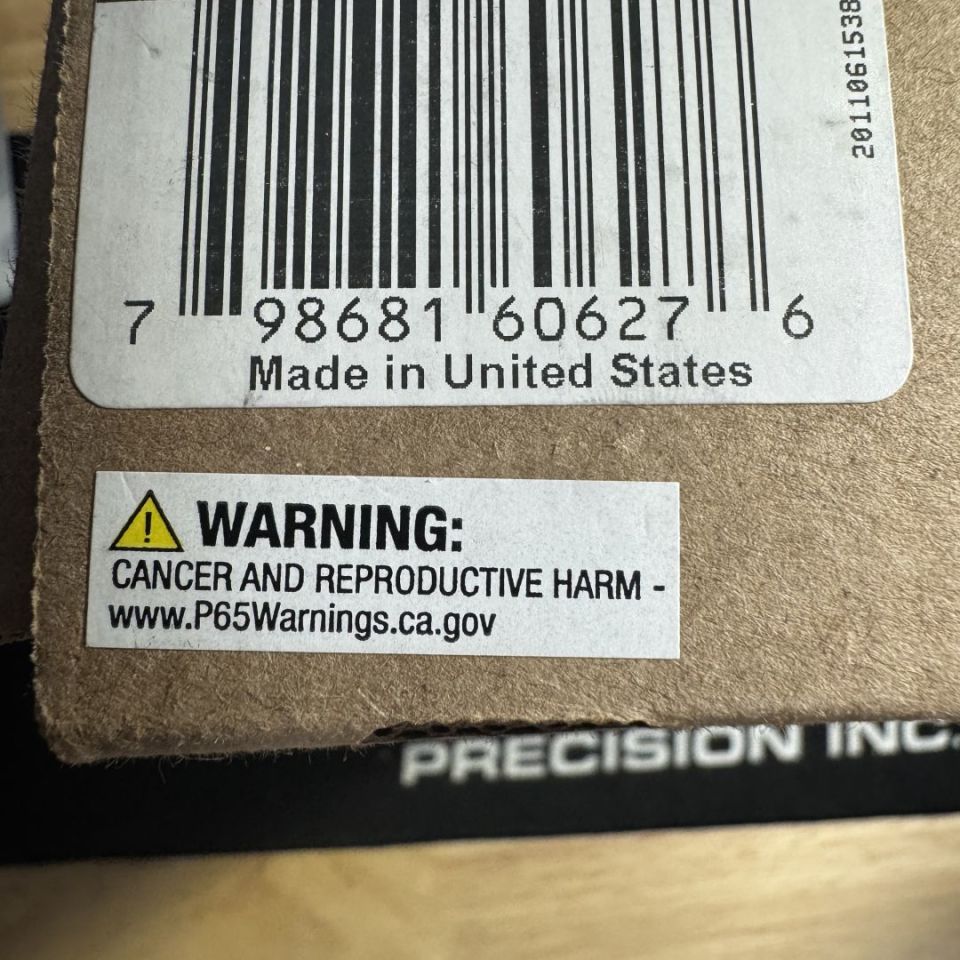 7 98681 60627 6
Made in United States
WARNING:
CANCER AND REPRODUCTIVE HARM -
www.P65Warnings.ca.gov
PRECISION INC.